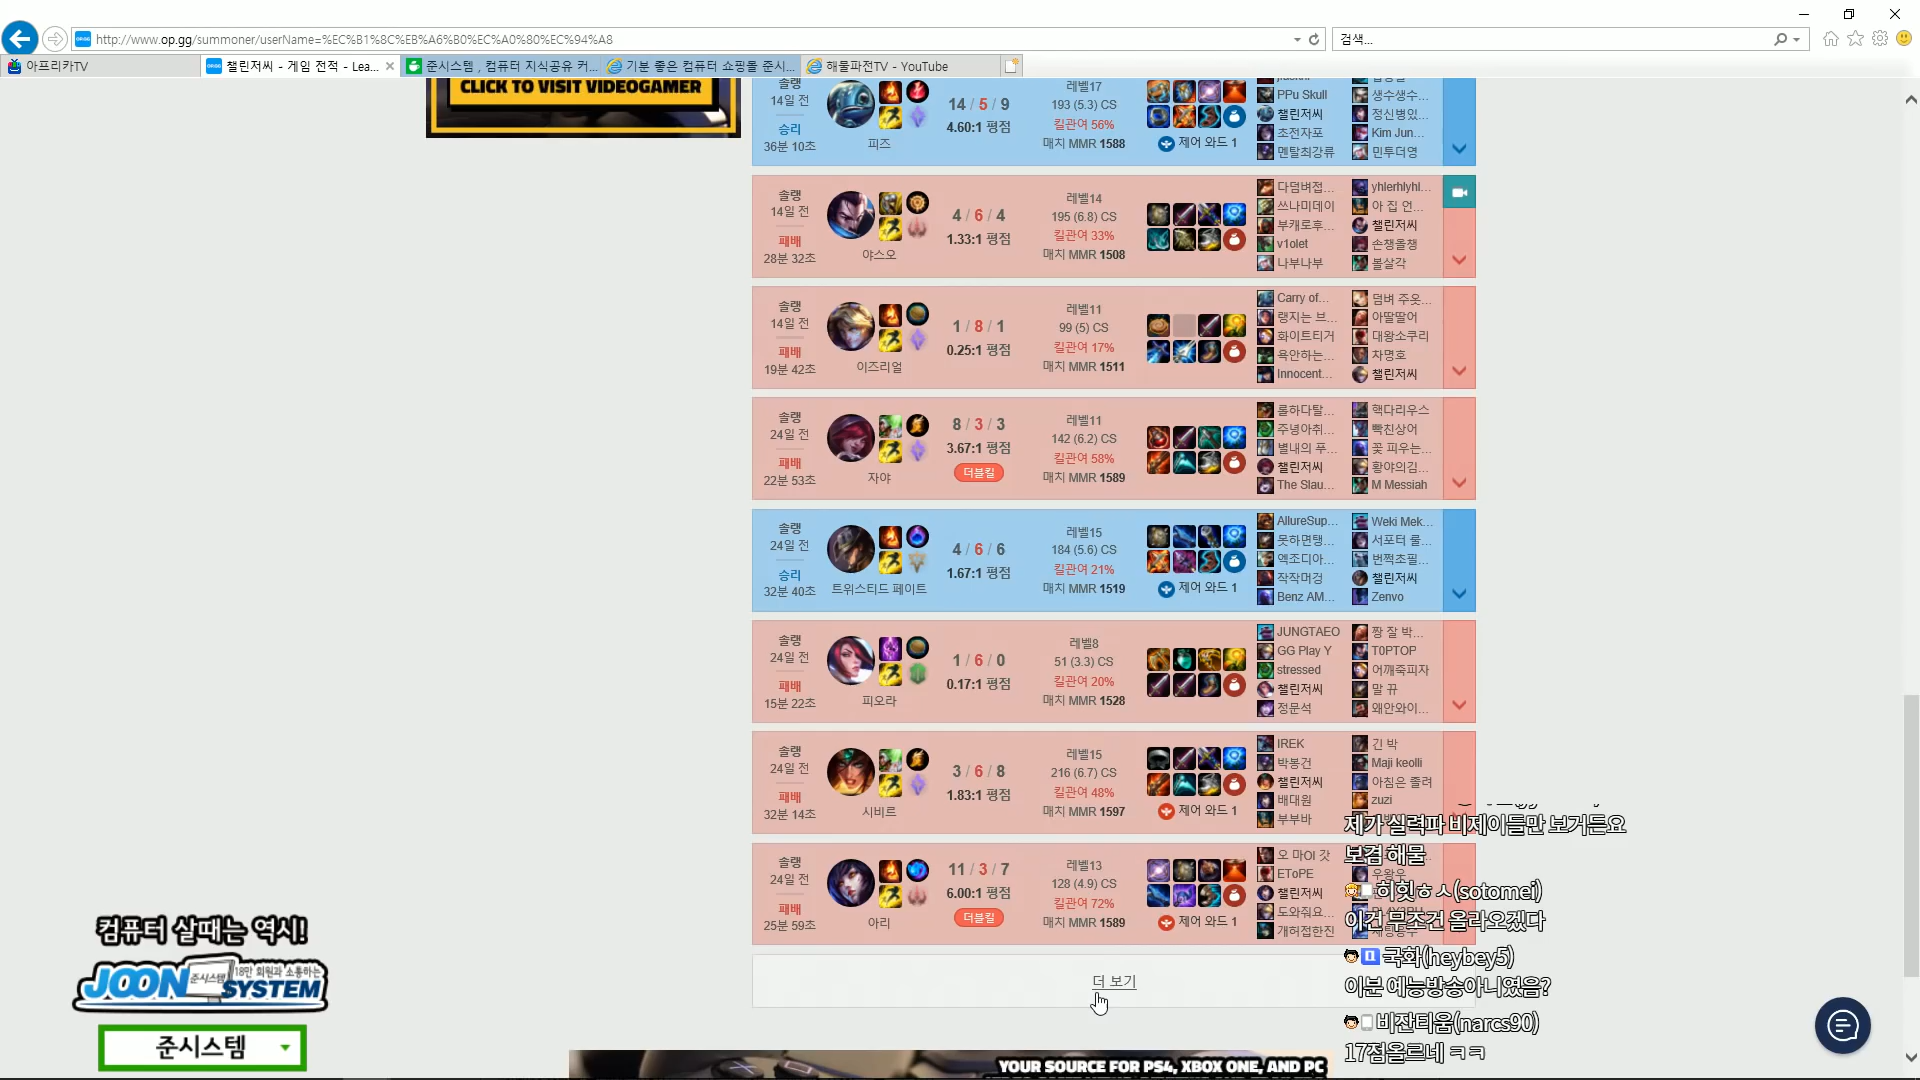 http://www.op.gg/summoner/userName=%EC%B1%8C%EB%A6%B0%EC%A0%80%EC%94%A8
검색...
아프리카TV
챌린저씨 - 게임 전적 - Lea...
준시스템 , 컴퓨터 지식공유 커...
기분 좋은 컴퓨터 쇼핑몰 준시...
해물파전TV - YouTube
CLICK TO VISIT VIDEOGAMER
솔랭
14일 전
승리
36분 10초
피즈
14 / 5 / 9
4.60:1 평점
레벨17
193 (5.3) CS
킬관여 56%
매치 MMR 1588
제어 와드 1
PPu Skull
생수생수...
챌린저씨
정신병있...
초전자포
Kim Jun...
멘탈최강류
민투더영
솔랭
14일 전
패배
28분 32초
야스오
4 / 6 / 4
1.33:1 평점
레벨14
195 (6.8) CS
킬관여 33%
매치 MMR 1508
다덤벼접...
yhlerhlyhl...
쓰나미데이
아 집 언...
부캐로후...
챌린저씨
v1olet
손챙올챙
나부나부
볼살각
솔랭
14일 전
패배
19분 42초
이즈리얼
1 / 8 / 1
0.25:1 평점
레벨11
99 (5) CS
킬관여 17%
매치 MMR 1511
Carry of...
덤벼 주옷...
랭지는 브...
아딸딸어
화이트티거
대왕소쿠리
욕안하는...
차명호
Innocent...
챌린저씨
솔랭
24일 전
패배
22분 53초
자야
8 / 3 / 3
3.67:1 평점
더블킬
레벨11
142 (6.2) CS
킬관여 58%
매치 MMR 1589
롤하다탈...
핵다리우스
주녕아취...
빡친상어
별내의 푸...
꽃 피우는...
챌린저씨
황야의김...
The Slau...
M Messiah
솔랭
24일 전
승리
32분 40초
트위스티드 페이트
4 / 6 / 6
1.67:1 평점
레벨15
184 (5.6) CS
킬관여 21%
매치 MMR 1519
제어 와드 1
AllureSup...
Weki Mek...
못하면탱...
서포터 룰...
엑조디아...
번쩍초필...
작작머겅
챌린저씨
Benz AM...
Zenvo
솔랭
24일 전
패배
15분 22초
피오라
1 / 6 / 0
0.17:1 평점
레벨8
51 (3.3) CS
킬관여 20%
매치 MMR 1528
JUNGTAEO
짱 잘 박...
GG Play Y
T0PTOP
stressed
어깨죽피자
챌린저씨
말 뀨
정문석
왜안와이...
솔랭
24일 전
패배
32분 14초
시비르
3 / 6 / 8
1.83:1 평점
레벨15
216 (6.7) CS
킬관여 48%
매치 MMR 1597
제어 와드 1
IREK
긴 박
박봉건
Maji keolli
챌린저씨
아침은 졸려
배대원
zuzi
부부바
솔랭
24일 전
패배
25분 59초
아리
11 / 3 / 7
6.00:1 평점
더블킬
레벨13
128 (4.9) CS
킬관여 72%
매치 MMR 1589
제어 와드 1
오 마이 갓
EToPE
우왕우
챌린저씨
도와줘요...
개허접한진
더 보기
제가 실력파 비제이들만 보거든요
보겸 해물
히힛ㅎㅅ(sotomei)
이건 무조건 올라오겠다
국화(heybey5)
이분 예능방송아니였음?
비잔티움(narcs90)
17점올르네 ㅋㅋ
컴퓨터 살때는 역시!
JOON SYSTEM
준시스템
18만 회원과 소통하는
준시스템
YOUR SOURCE FOR PS4, XBOX ONE, AND PC